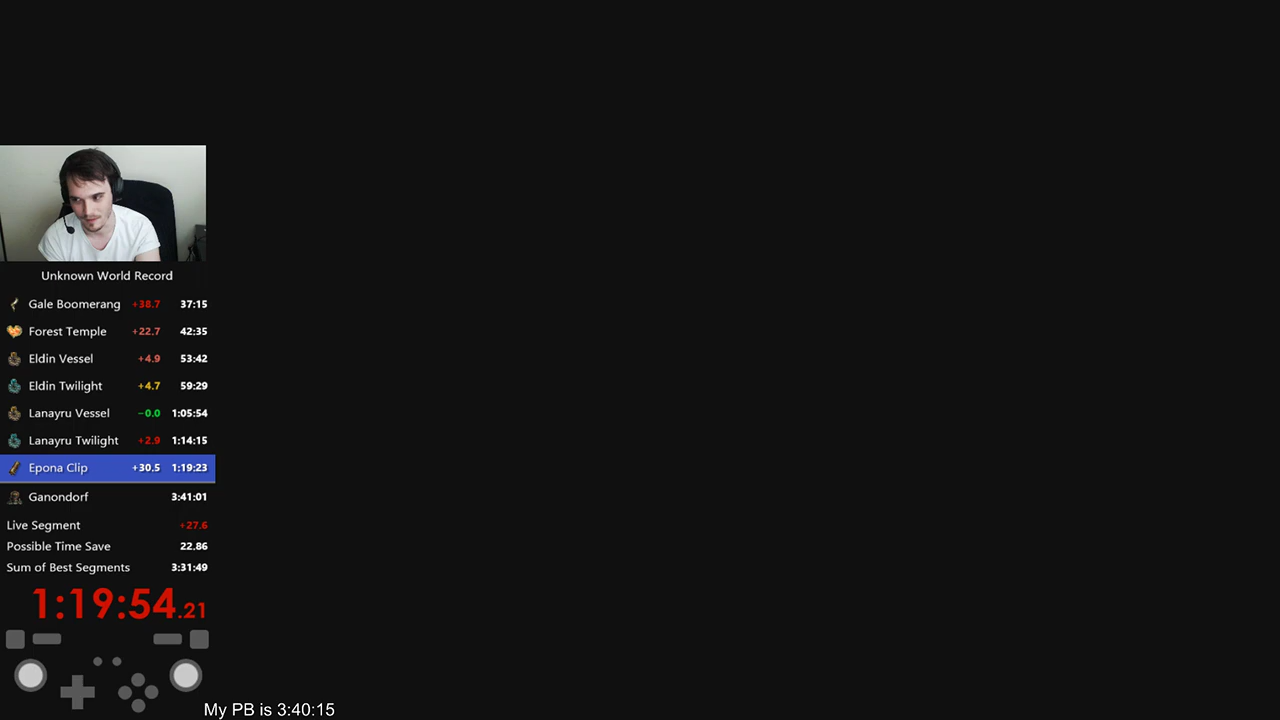 Unknown World Record
Gale Boomerang +38.7 37:15
Forest Temple +22.7 42:35
Eldin Vessel +4.9 53:42
Eldin Twilight +4.7 59:29
Lanayru Vessel −0.0 1:05:54
Lanayru Twilight +2.9 1:14:15
Epona Clip +30.5 1:19:23
Ganondorf 3:41:01
Live Segment +27.6
Possible Time Save 22.86
Sum of Best Segments 3:31:49
1:19:54.21
My PB is 3:40:15